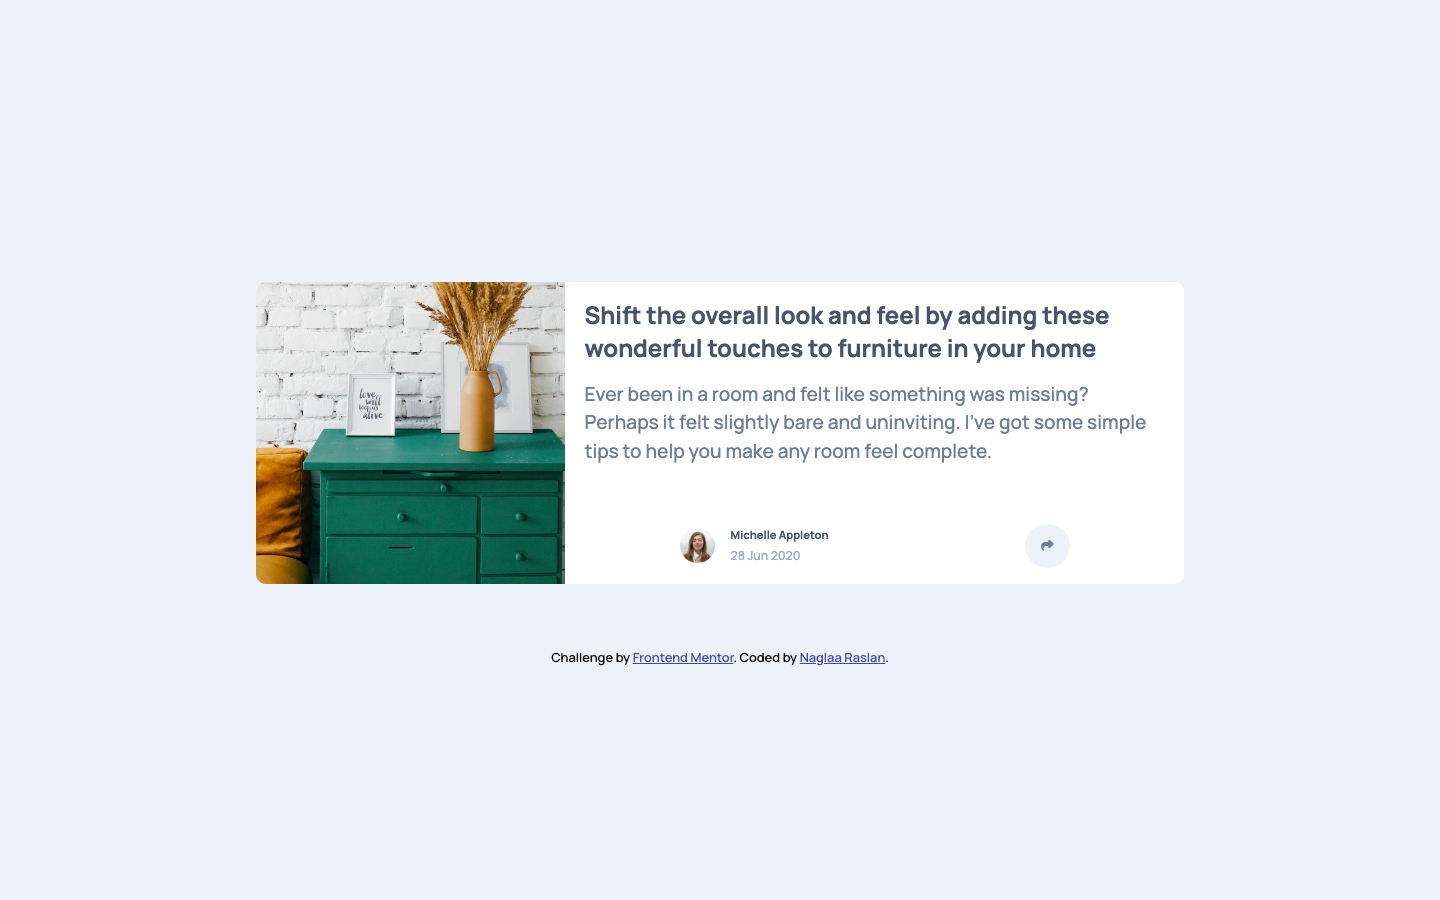 love
will
keep us
alive
Shift the overall look and feel by adding these
wonderful touches to furniture in your home
Ever been in a room and felt like something was missing?
Perhaps it felt slightly bare and uninviting. I've got some simple
tips to help you make any room feel complete.
Michelle Appleton
28 Jun 2020
Challenge by Frontend Mentor. Coded by Naglaa Raslan.